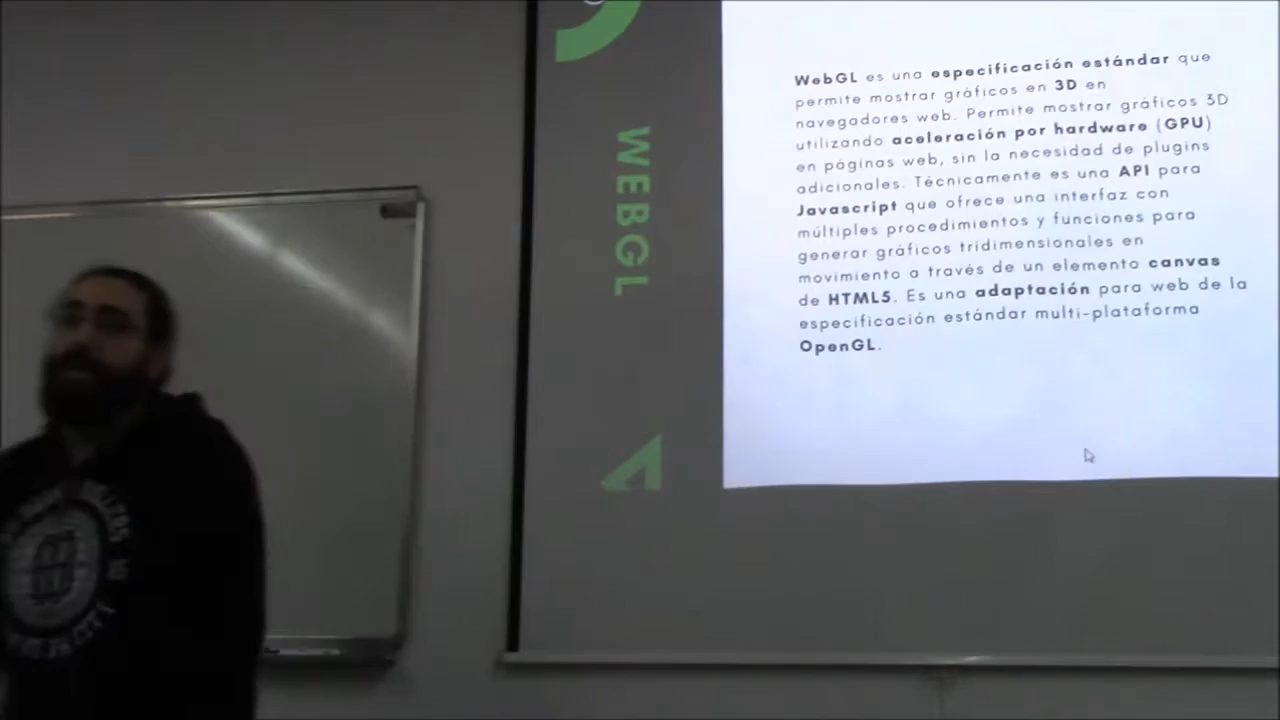 WEBGL
WebGL es una especificación estándar que
permite mostrar gráficos en 3D en
navegadores web. Permite mostrar gráficos 3D
utilizando aceleración por hardware (GPU)
en páginas web, sin la necesidad de plugins
adicionales. Técnicamente es una API para
Javascript que ofrece una interfaz con
múltiples procedimientos y funciones para
generar gráficos tridimensionales en
movimiento a través de un elemento canvas
de HTML5. Es una adaptación para web de la
especificación estándar multi-plataforma
OpenGL.